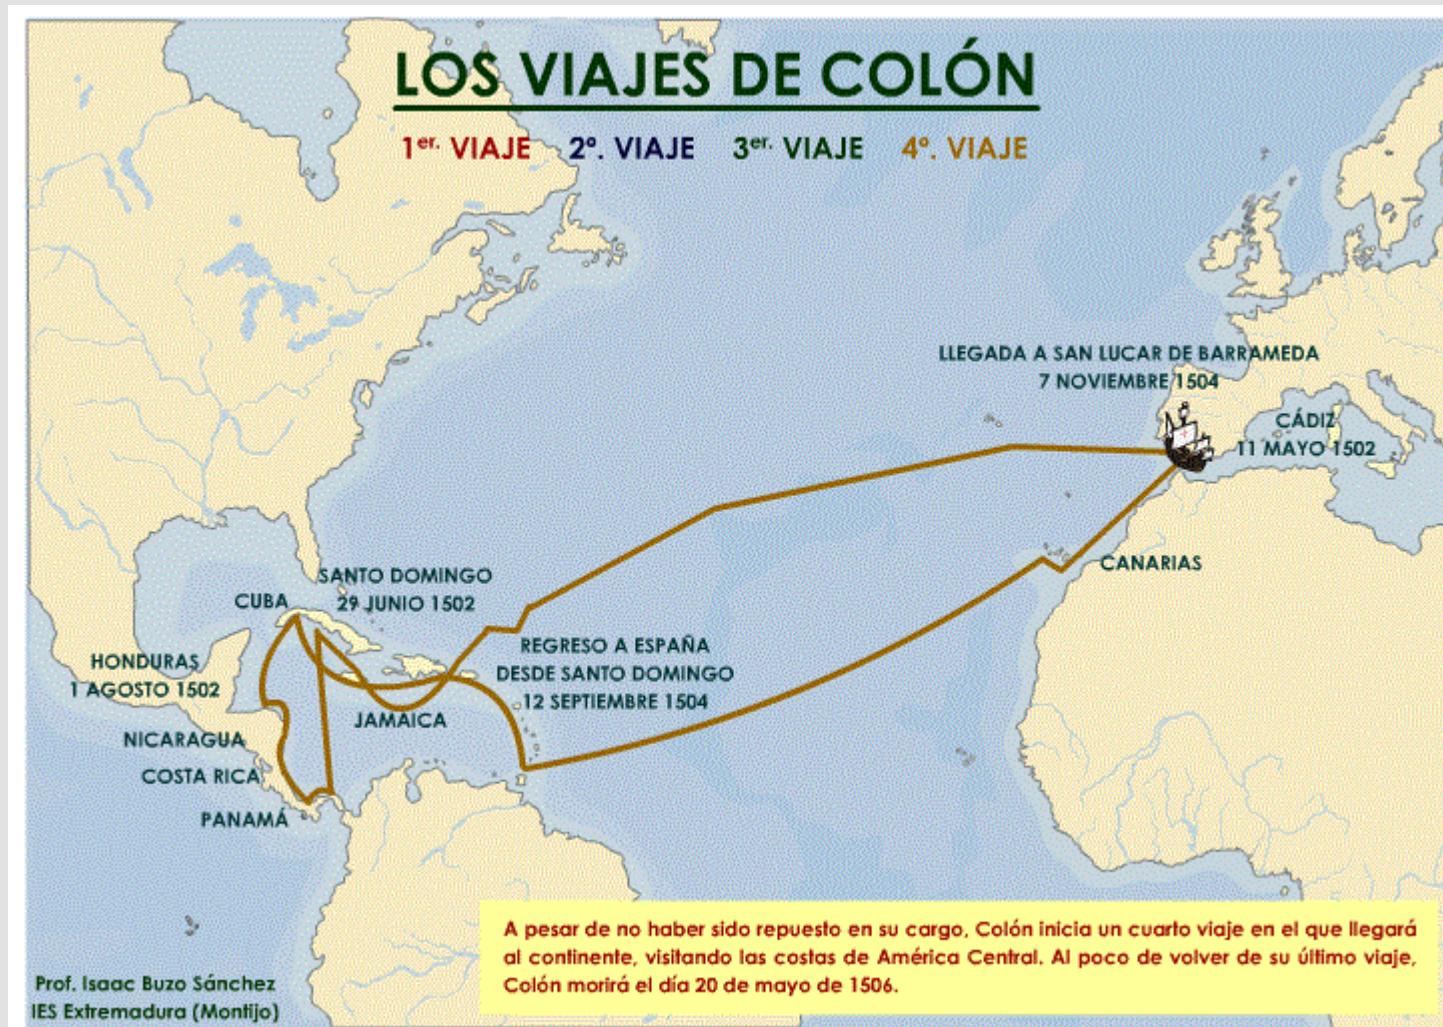 LOS VIAJES DE COLÓN
1er. VIAJE 2º. VIAJE 3er. VIAJE 4º. VIAJE
LLEGADA A SAN LUCAR DE BARRAMEDA
7 NOVIEMBRE 1504
CÁDIZ
11 MAYO 1502
CANARIAS
SANTO DOMINGO
29 JUNIO 1502
CUBA
REGRESO A ESPAÑA
DESDE SANTO DOMINGO
12 SEPTIEMBRE 1504
HONDURAS
1 AGOSTO 1502
JAMAICA
NICARAGUA
COSTA RICA
PANAMÁ
A pesar de no haber sido repuesto en su cargo, Colón inicia un cuarto viaje en el que llegará
al continente, visitando las costas de América Central. Al poco de volver de su último viaje,
Colón morirá el día 20 de mayo de 1506.
Prof. Isaac Buzo Sánchez
IES Extremadura (Montijo)